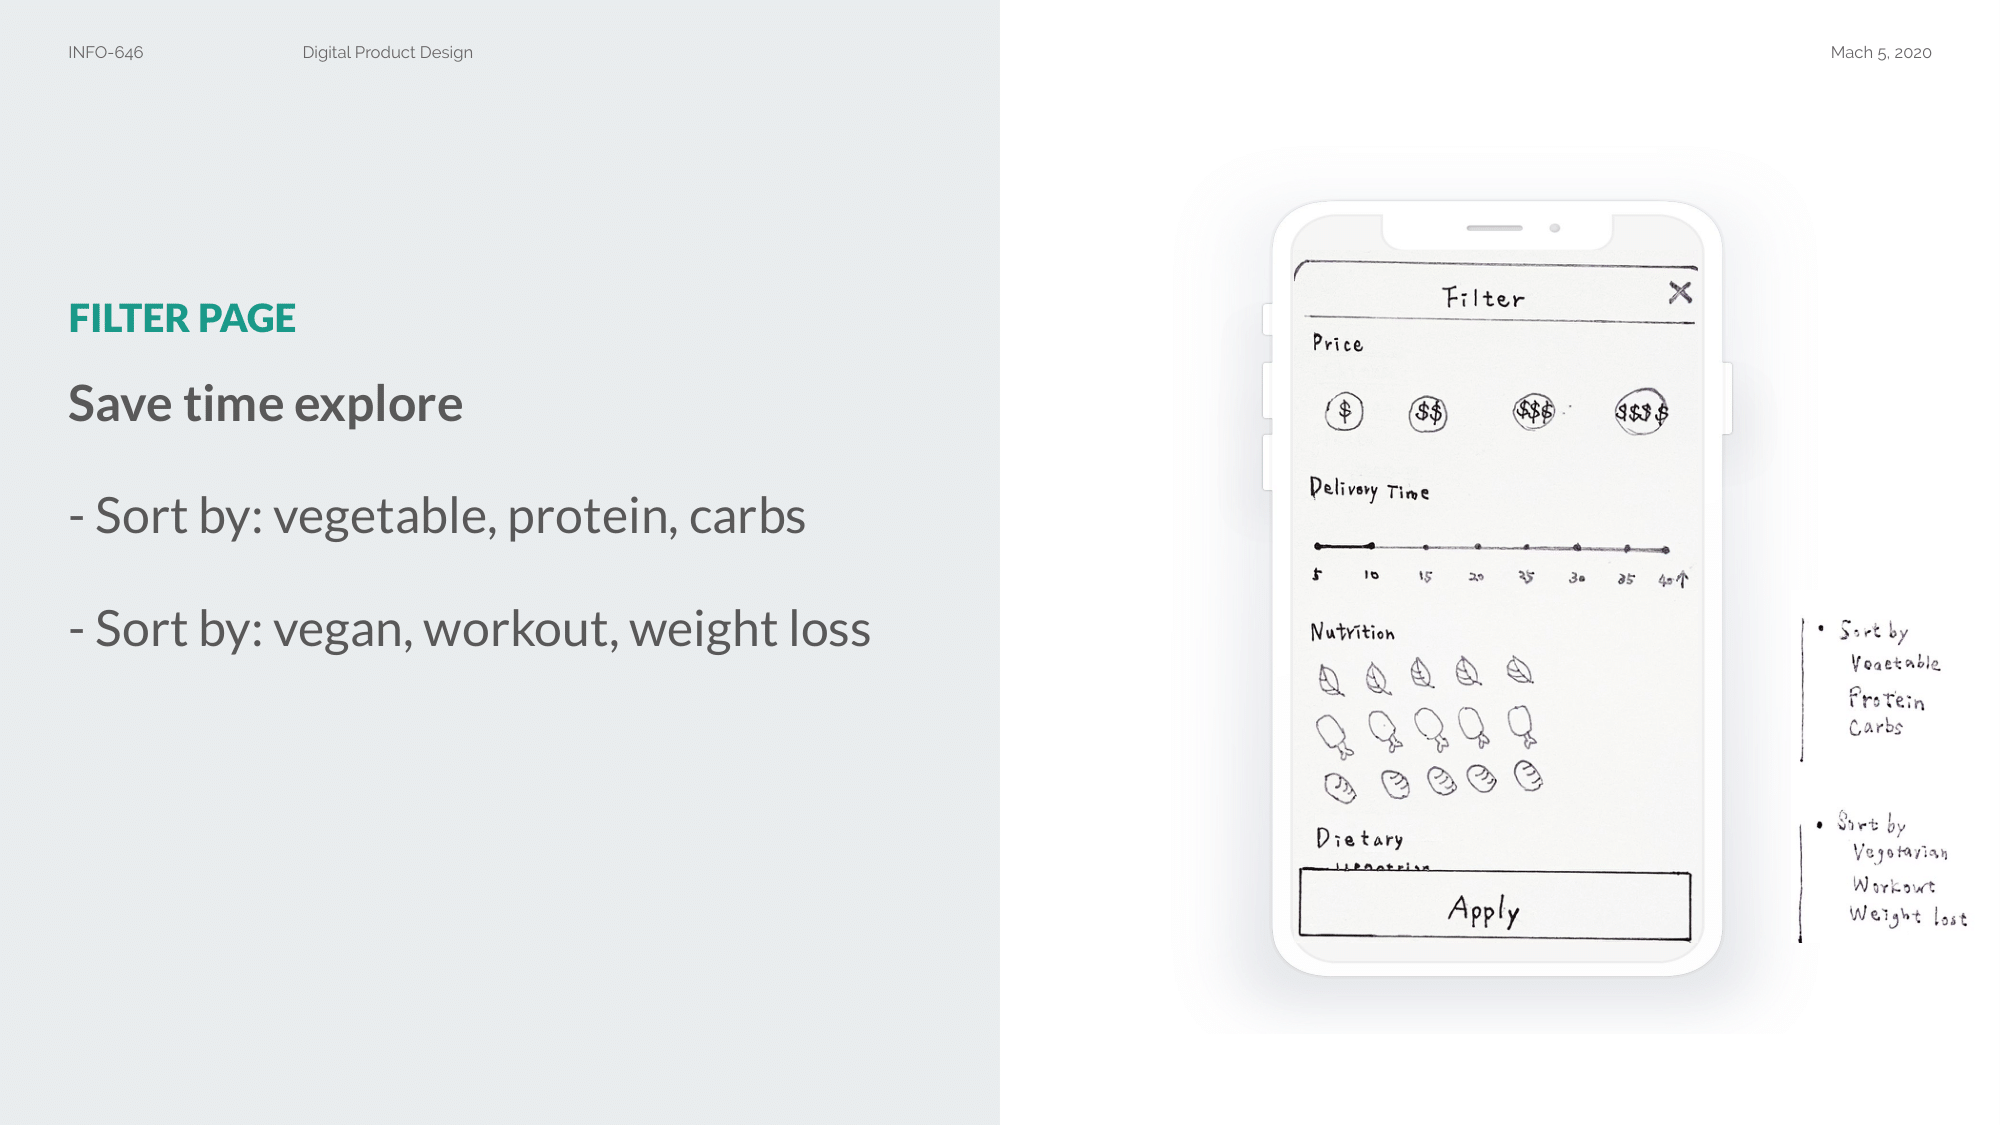 INFO-646
Digital Product Design
Mach 5, 2020
FILTER PAGE
Save time explore
- Sort by: vegetable, protein, carbs
- Sort by: vegan, workout, weight loss
Filter X
Price
$ $$ $$$ $$$$
Delivery Time
5 10 15 20 25 30 35 40↑
Nutrition
Dietary
Apply
• Sort by
Vegetable
Protein
Carbs
• Sort by
Vegetarian
Workout
Weight lost